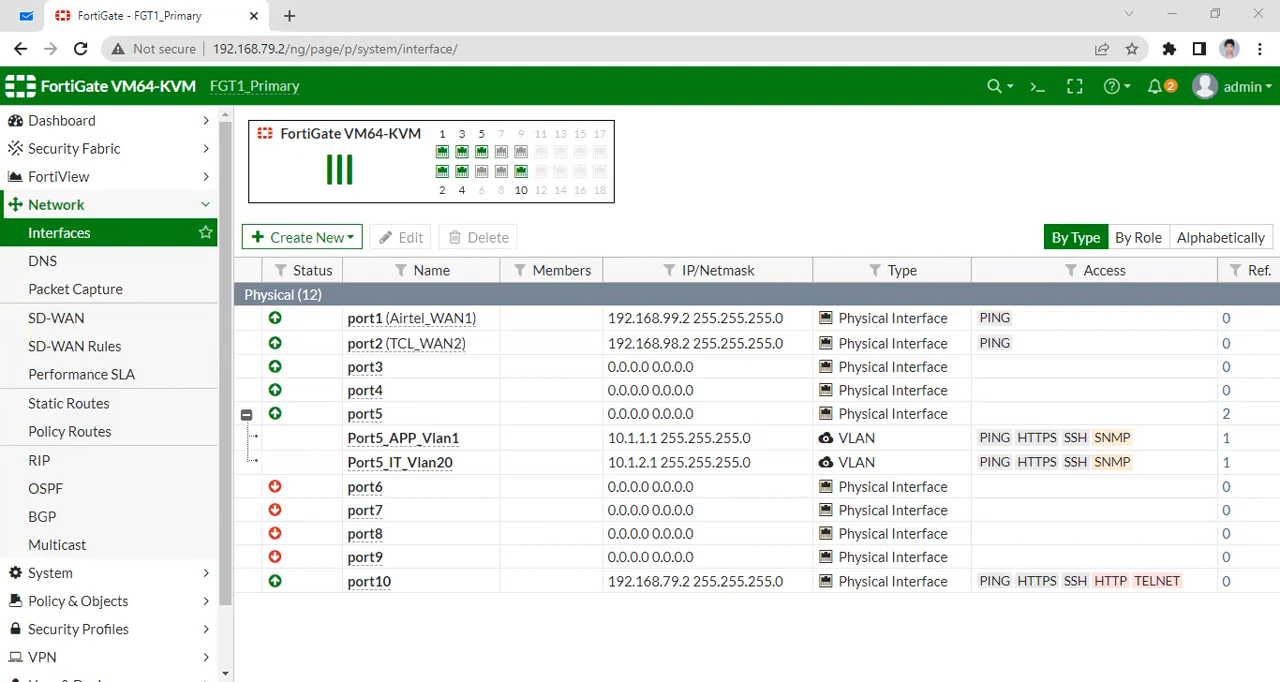 FortiGate - FGT1_Primary
Not secure 192.168.79.2/ng/page/p/system/interface/
FortiGate VM64-KVM FGT1_Primary
2
admin
Dashboard
Security Fabric
FortiView
Network
Interfaces
DNS
Packet Capture
SD-WAN
SD-WAN Rules
Performance SLA
Static Routes
Policy Routes
RIP
OSPF
BGP
Multicast
System
Policy & Objects
Security Profiles
VPN
FortiGate VM64-KVM 1 3 5 7 9 11 13 15 17
2 4 6 8 10 12 14 16 18
Create New Edit Delete By Type By Role Alphabetically
Status Name Members IP/Netmask Type Access Ref.
Physical (12)
port1 (Airtel_WAN1) 192.168.99.2 255.255.255.0 Physical Interface PING 0
port2 (TCL_WAN2) 192.168.98.2 255.255.255.0 Physical Interface PING 0
port3 0.0.0.0 0.0.0.0 Physical Interface 0
port4 0.0.0.0 0.0.0.0 Physical Interface 0
port5 0.0.0.0 0.0.0.0 Physical Interface 2
Port5_APP_Vlan1 10.1.1.1 255.255.255.0 VLAN PING HTTPS SSH SNMP 1
Port5_IT_Vlan20 10.1.2.1 255.255.255.0 VLAN PING HTTPS SSH SNMP 1
port6 0.0.0.0 0.0.0.0 Physical Interface 0
port7 0.0.0.0 0.0.0.0 Physical Interface 0
port8 0.0.0.0 0.0.0.0 Physical Interface 0
port9 0.0.0.0 0.0.0.0 Physical Interface 0
port10 192.168.79.2 255.255.255.0 Physical Interface PING HTTPS SSH HTTP TELNET 0